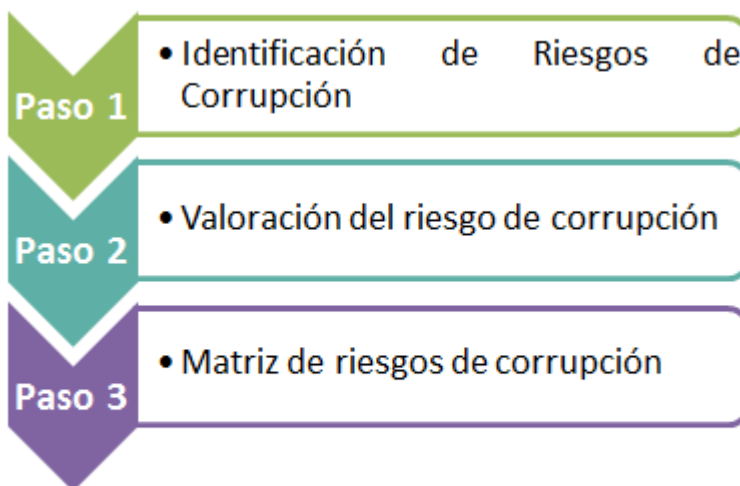 Paso 1
• Identificación de Riesgos de
Corrupción
Paso 2
• Valoración del riesgo de corrupción
Paso 3
• Matriz de riesgos de corrupción